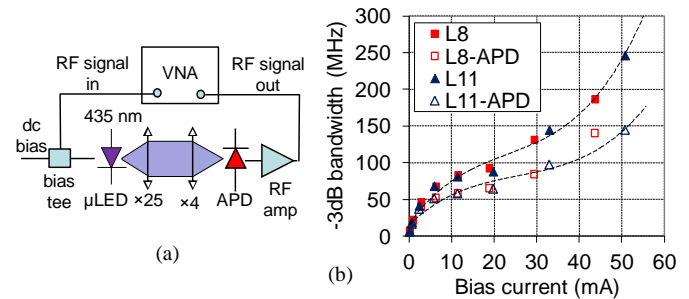 RF signal in
VNA
RF signal out
dc bias
435 nm
bias tee
µLED
×25
×4
APD
RF amp
(a)
-3dB bandwidth (MHz)
300
250
200
150
100
50
0
L8
L8-APD
L11
L11-APD
0
10
20
30
40
50
60
Bias current (mA)
(b)